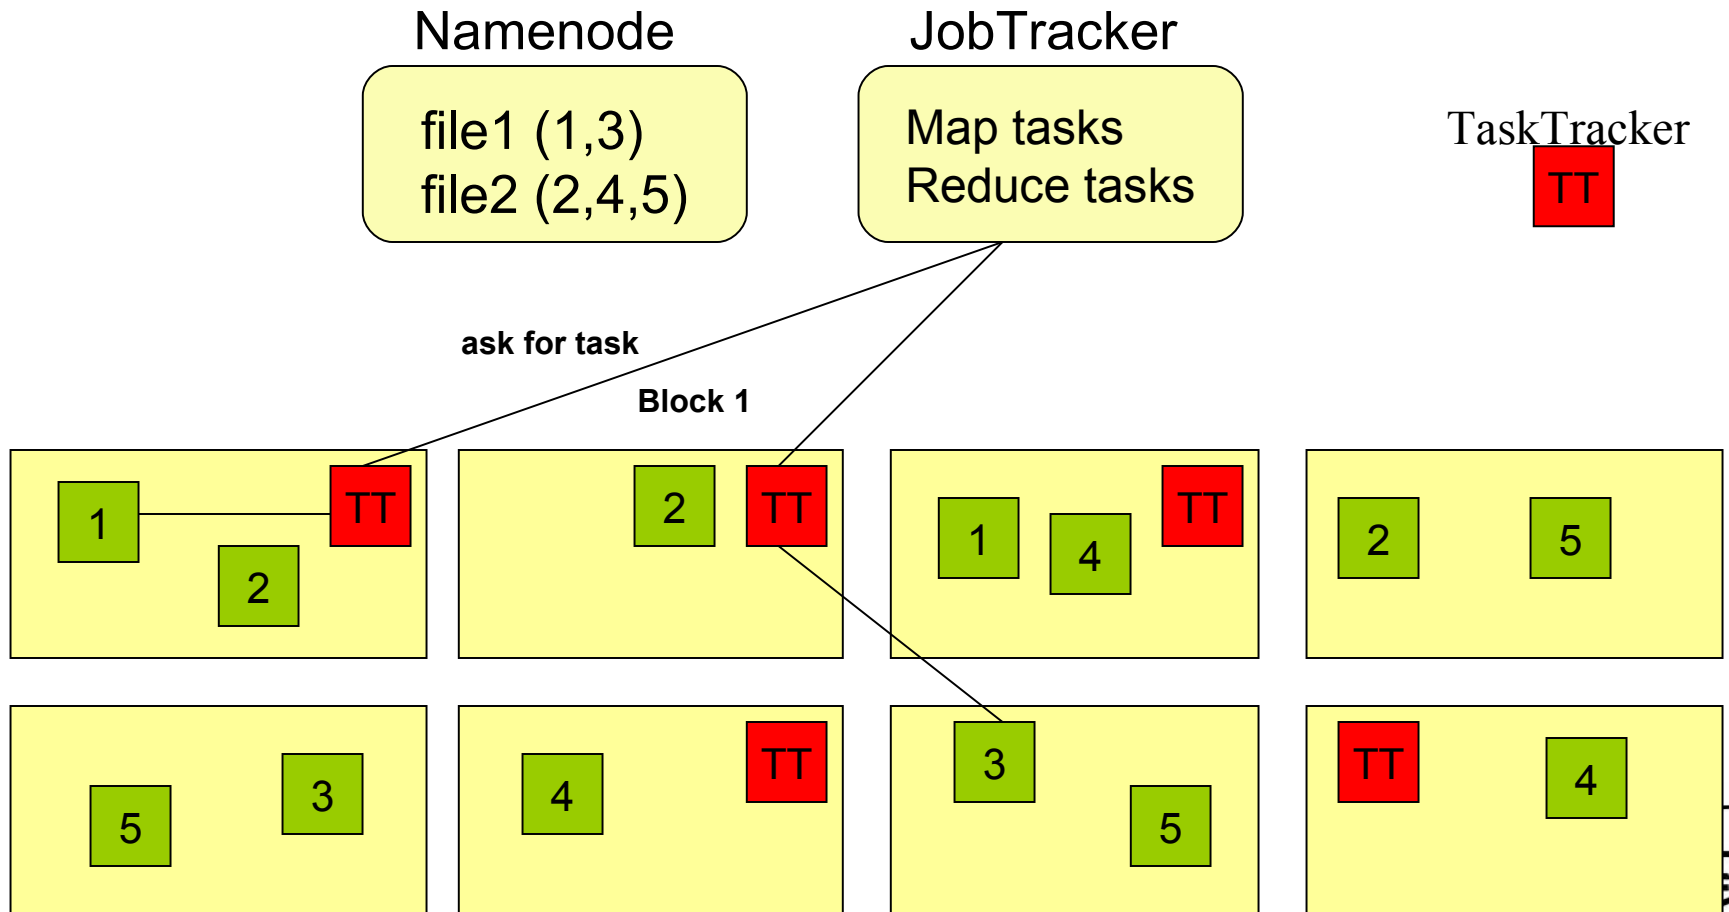 Namenode
JobTracker
file1 (1,3)
file2 (2,4,5)
Map tasks
Reduce tasks
TaskTracker
TT
ask for task
Block 1
1
2
TT
2
TT
1
4
TT
2
5
5
3
4
TT
3
5
TT
4